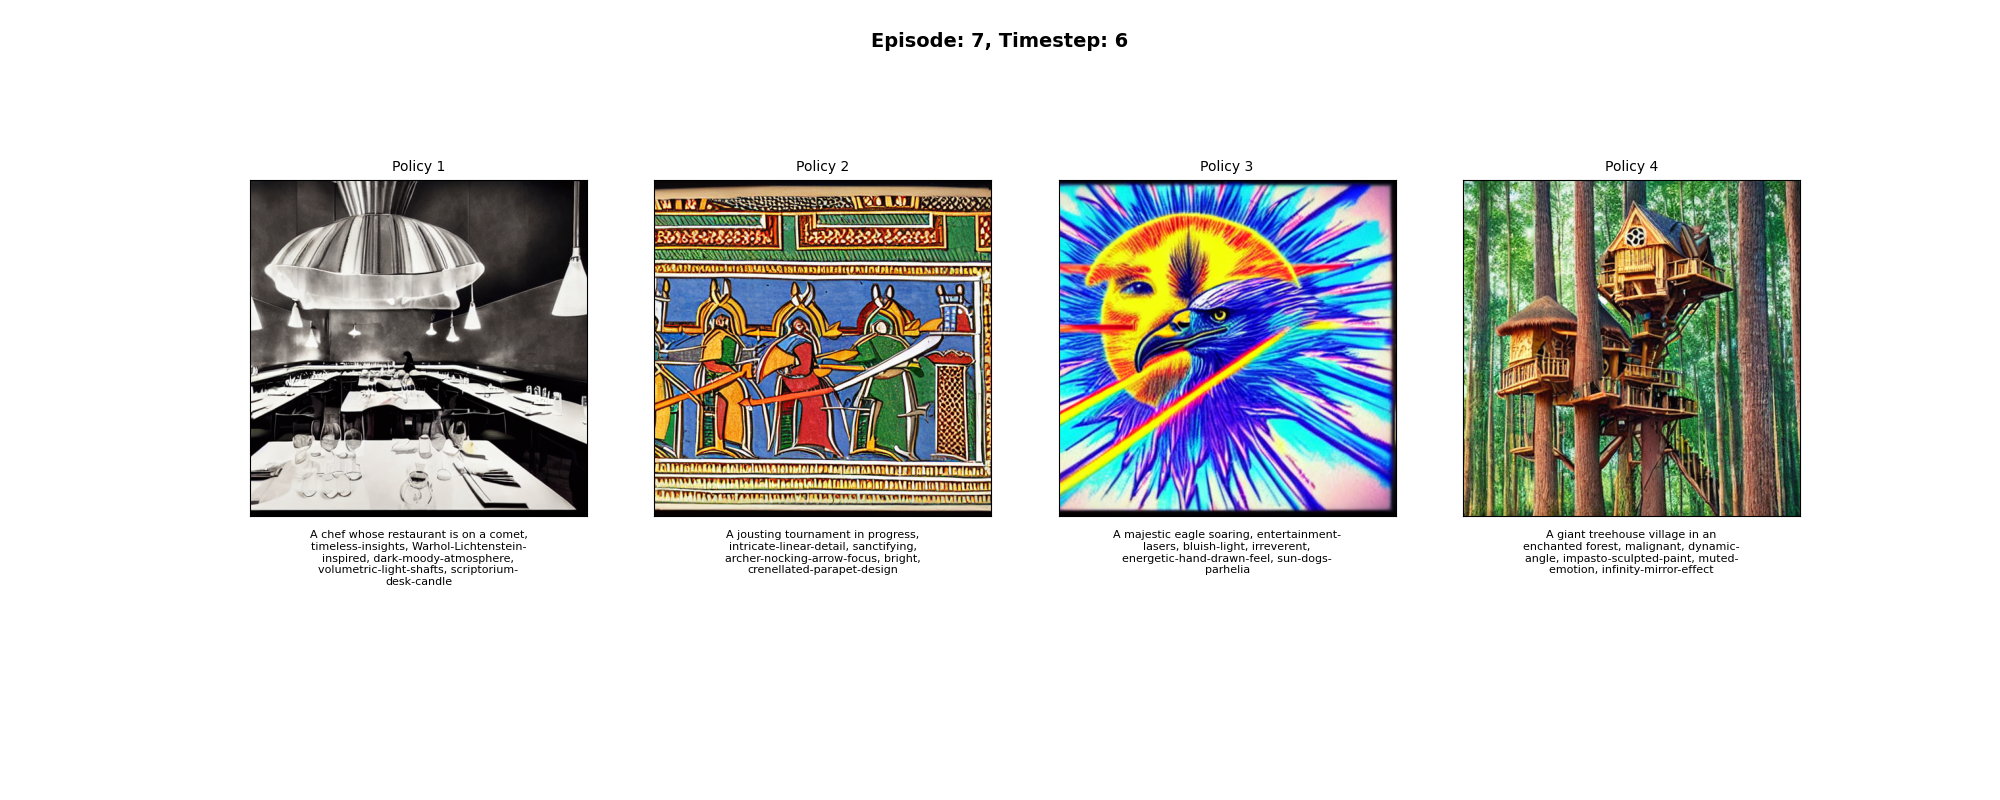 Episode: 7, Timestep: 6
Policy 1
A chef whose restaurant is on a comet,
timeless-insights, Warhol-Lichtenstein-
inspired, dark-moody-atmosphere,
volumetric-light-shafts, scriptorium-
desk-candle
Policy 2
A jousting tournament in progress,
intricate-linear-detail, sanctifying,
archer-nocking-arrow-focus, bright,
crenellated-parapet-design
Policy 3
A majestic eagle soaring, entertainment-
lasers, bluish-light, irreverent,
energetic-hand-drawn-feel, sun-dogs-
parhelia
Policy 4
A giant treehouse village in an
enchanted forest, malignant, dynamic-
angle, impasto-sculpted-paint, muted-
emotion, infinity-mirror-effect